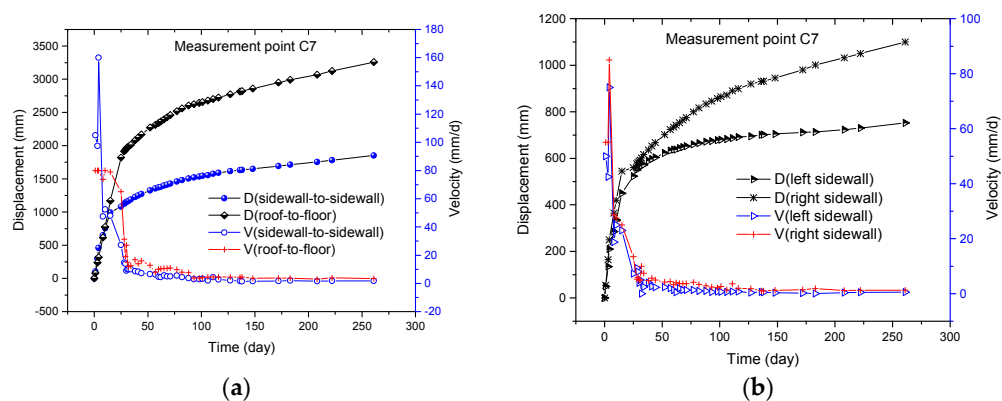 Measurement point C7
Displacement (mm)
3500
3000
2500
2000
1500
1000
500
0
-500
180
160
140
120
100
80
60
40
20
0
-20
Velocity (mm/d)
D(sidewall-to-sidewall)
D(roof-to-floor)
V(sidewall-to-sidewall)
V(roof-to-floor)
0 50 100 150 200 250 300
Time (day)
(a)
Measurement point C7
Displacement (mm)
1200
1000
800
600
400
200
0
100
80
60
40
20
0
Velocity (mm/d)
D(left sidewall)
D(right sidewall)
V(left sidewall)
V(right sidewall)
-50 0 50 100 150 200 250 300
Time (day)
(b)